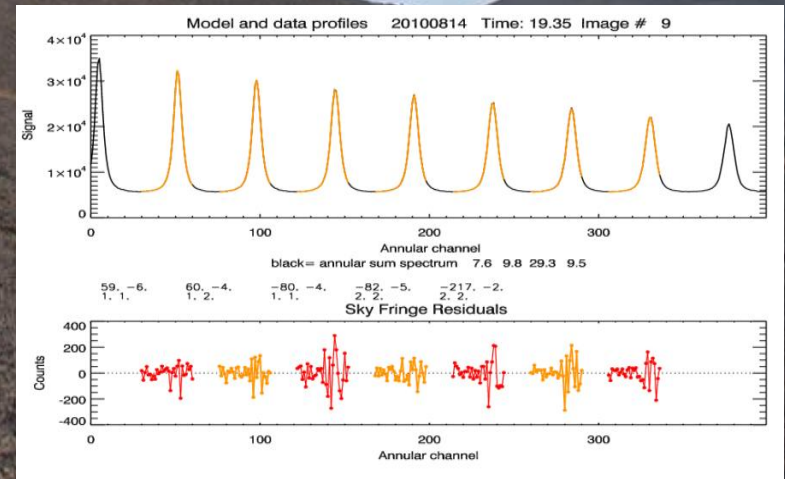 Model and data profiles 20100814 Time: 19.35 Image # 9
4×10⁴
3×10⁴
2×10⁴
1×10⁴
0
Signal
0 100 200 300
Annular channel
black= annular sum spectrum 7.6 9.8 29.3 9.5
59. −6. 60. −4. −80. −4. −82. −5. −217. −2.
1. 1. 1. 2. 1. 1. 2. 2. 2. 2.
Sky Fringe Residuals
400
200
0
−200
−400
Counts
0 100 200 300
Annular channel